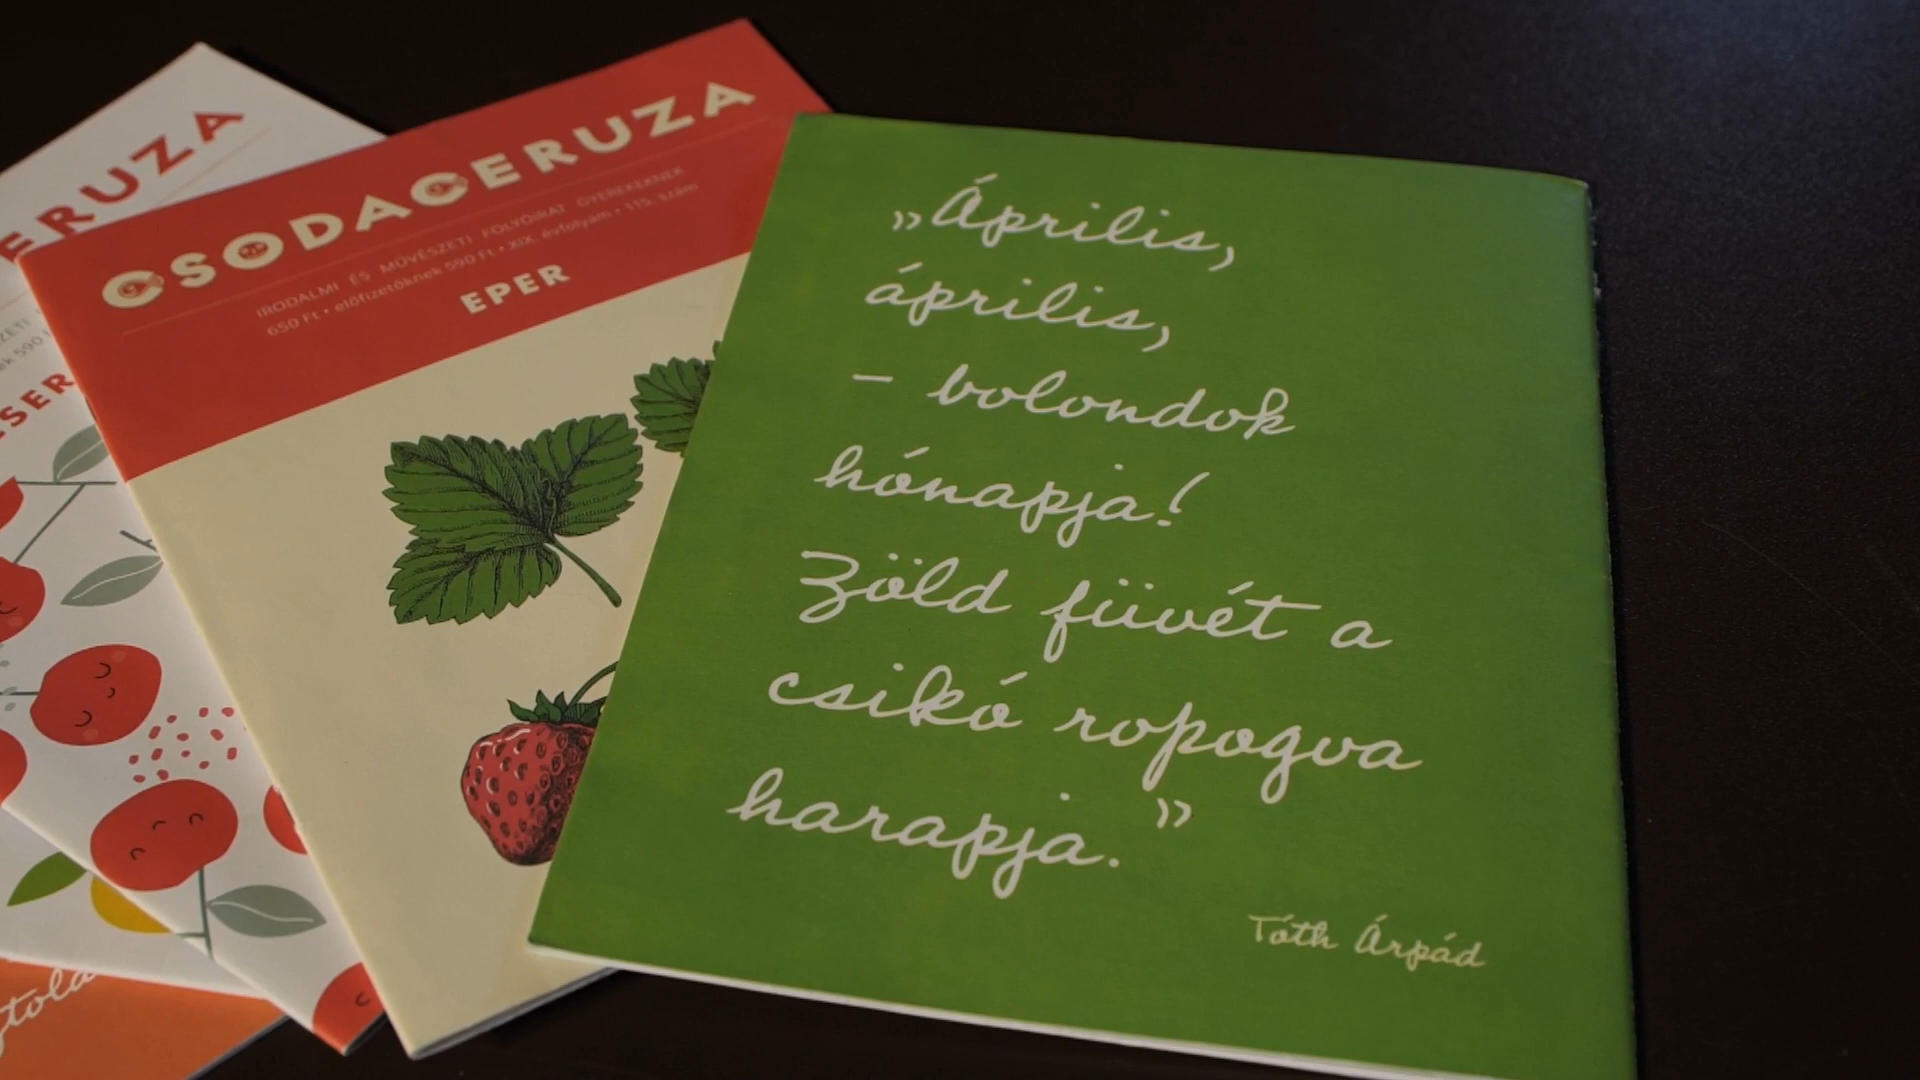 ERUZA
CSODACERUZA
IRODALMI ÉS MŰVÉSZETI FOLYÓIRAT GYEREKEKNEK
650 Ft • előfizetőknek 590 Ft • XIX. évfolyam • 115. szám
EPER
»Április,
április,
– bolondok
hónapja!
Zöld füvét a
csikó ropogva
harapja.»
Tóth Árpád